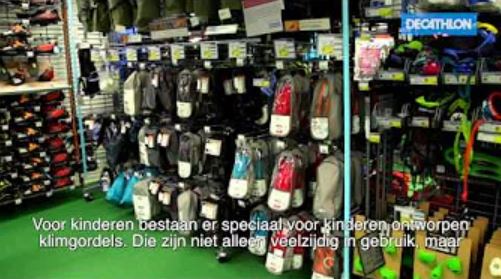 DECATHLON
Voor kinderen bestaan er speciaal voor kinderen ontworpen
klimgordels. Die zijn niet alleen veelzijdig in gebruik, maar